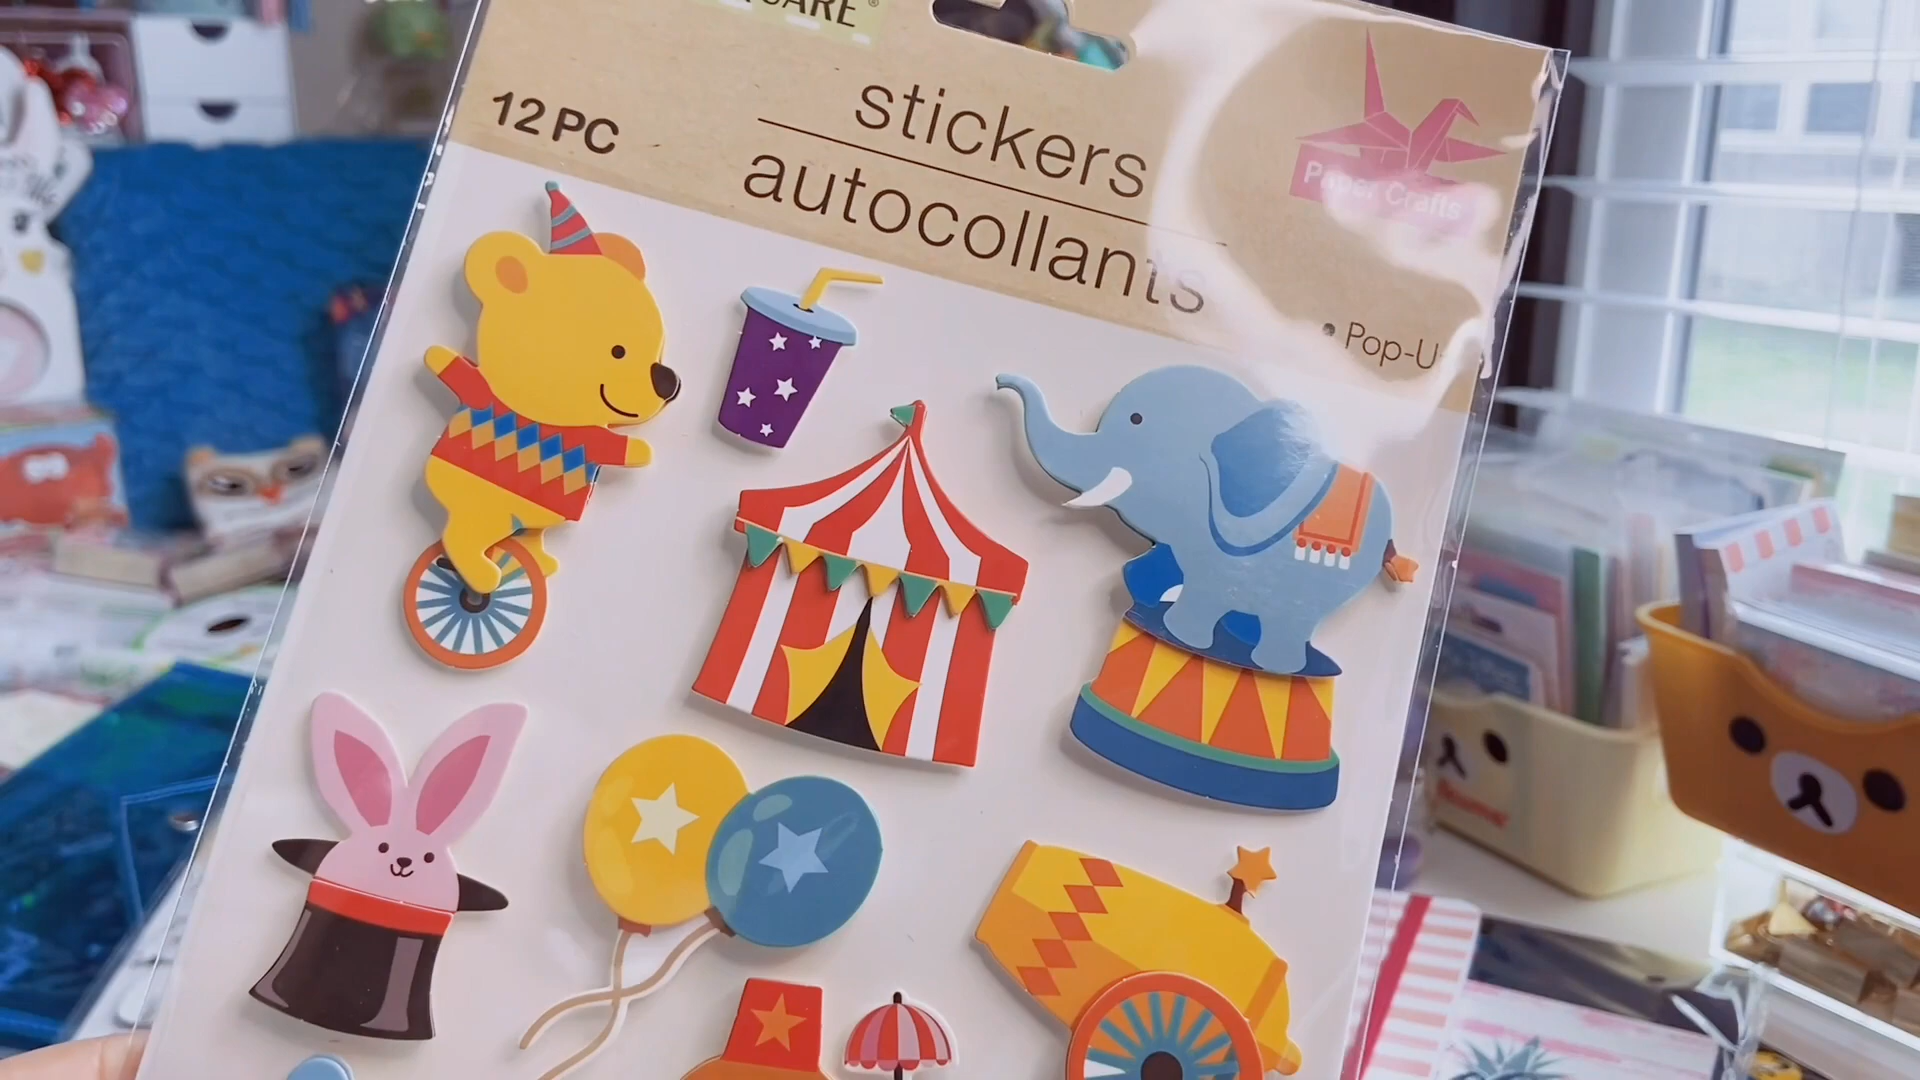 12 PC
stickers
autocollants
Paper Crafts
• Pop-U